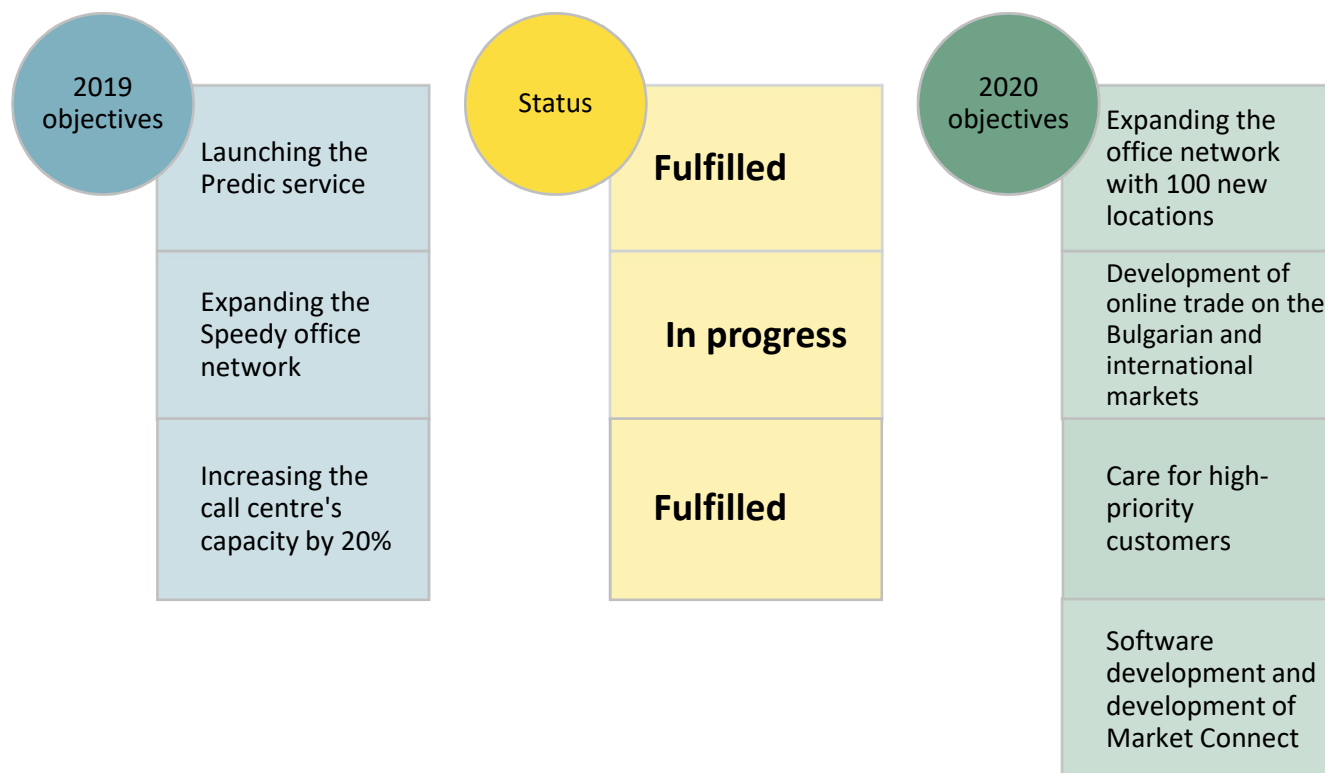 2019
objectives
Launching the
Predic service
Expanding the
Speedy office
network
Increasing the
call centre's
capacity by 20%
Status
Fulfilled
In progress
Fulfilled
2020
objectives
Expanding the
office network
with 100 new
locations
Development of
online trade on the
Bulgarian and
international
markets
Care for high-
priority
customers
Software
development and
development of
Market Connect